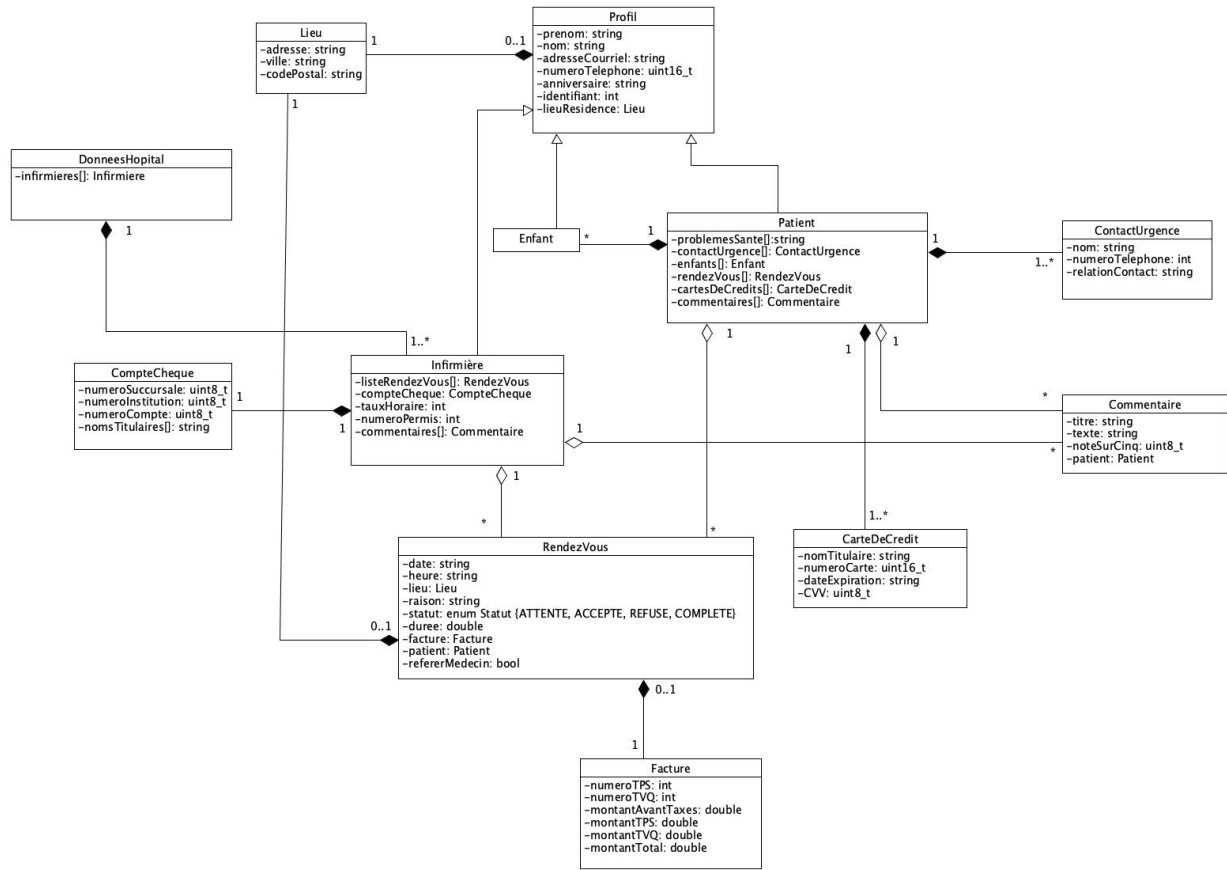 Profil
-prenom: string
-nom: string
-adresseCourriel: string
-numeroTelephone: uint16_t
-anniversaire: string
-identifiant: int
-lieuResidence: Lieu
Lieu
-adresse: string
-ville: string
-codePostal: string
1
0..1
1
DonneesHopital
-infirmieres[]: Infirmiere
1
Enfant
*
1
Patient
-problemesSante[]:string
-contactUrgence[]: ContactUrgence
-enfants[]: Enfant
-rendezVous[]: RendezVous
-cartesDeCredits[]: CarteDeCredit
-commentaires[]: Commentaire
1
1..*
ContactUrgence
-nom: string
-numeroTelephone: int
-relationContact: string
1
1
1
1..*
CompteCheque
-numeroSuccursale: uint8_t
-numeroInstitution: uint8_t
-numeroCompte: uint8_t
-nomsTitulaires[]: string
1
1
Infirmière
-listeRendezVous[]: RendezVous
-compteCheque: CompteCheque
-tauxHoraire: int
-numeroPermis: int
-commentaires[]: Commentaire
1
*
*
Commentaire
-titre: string
-texte: string
-noteSurCinq: uint8_t
-patient: Patient
1
*
*
1..*
CarteDeCredit
-nomTitulaire: string
-numeroCarte: uint16_t
-dateExpiration: string
-CVV: uint8_t
RendezVous
-date: string
-heure: string
-lieu: Lieu
-raison: string
-statut: enum Statut {ATTENTE, ACCEPTE, REFUSE, COMPLETE}
-duree: double
-facture: Facture
-patient: Patient
-refererMedecin: bool
0..1
0..1
1
Facture
-numeroTPS: int
-numeroTVQ: int
-montantAvantTaxes: double
-montantTPS: double
-montantTVQ: double
-montantTotal: double